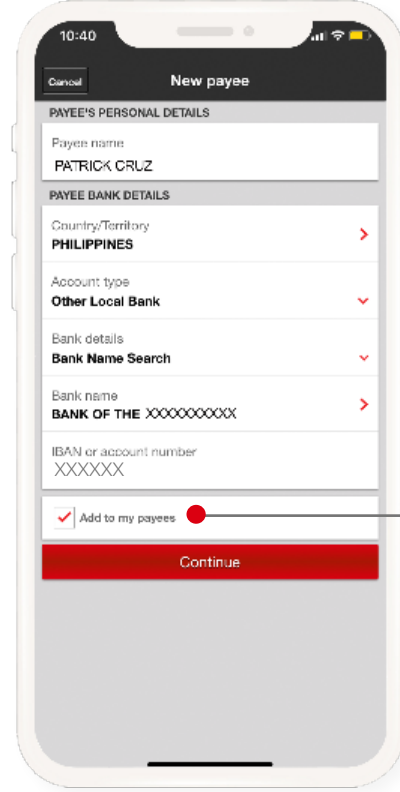 10:40
Cancel
New payee
PAYEE'S PERSONAL DETAILS
Payee name
PATRICK CRUZ
PAYEE BANK DETAILS
Country/Territory
PHILIPPINES
Account type
Other Local Bank
Bank details
Bank Name Search
Bank name
BANK OF THE XXXXXXXXXX
IBAN or account number
XXXXXX
Add to my payees
Continue